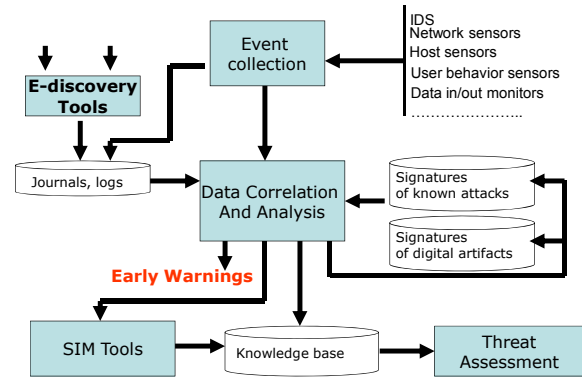 IDS
Network sensors
Host sensors
User behavior sensors
Data in/out monitors
…………………..
Event
collection
E-discovery
Tools
Journals, logs
Data Correlation
And Analysis
Signatures
of known attacks
Signatures
of digital artifacts
Early Warnings
SIM Tools
Knowledge base
Threat
Assessment